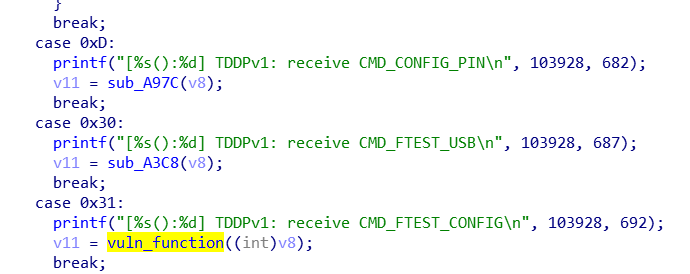 }
break;
case 0xD:
printf("[%s():%d] TDDPv1: receive CMD_CONFIG_PIN\n", 103928, 682);
v11 = sub_A97C(v8);
break;
case 0x30:
printf("[%s():%d] TDDPv1: receive CMD_FTEST_USB\n", 103928, 687);
v11 = sub_A3C8(v8);
break;
case 0x31:
printf("[%s():%d] TDDPv1: receive CMD_FTEST_CONFIG\n", 103928, 692);
v11 = vuln_function((int)v8);
break;